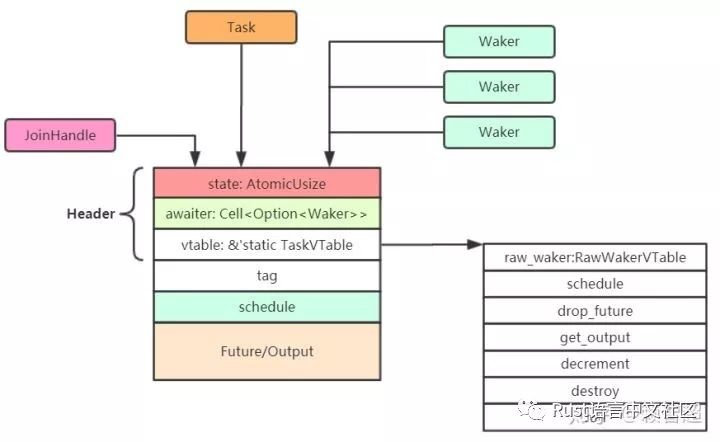 Task
Waker
Waker
Waker
JoinHandle
Header
state: AtomicUsize
awaiter: Cell<Option<Waker>>
vtable: &'static TaskVTable
tag
schedule
Future/Output
raw_waker:RawWakerVTable
schedule
drop_future
get_output
decrement
destroy
Rust语言中文社区